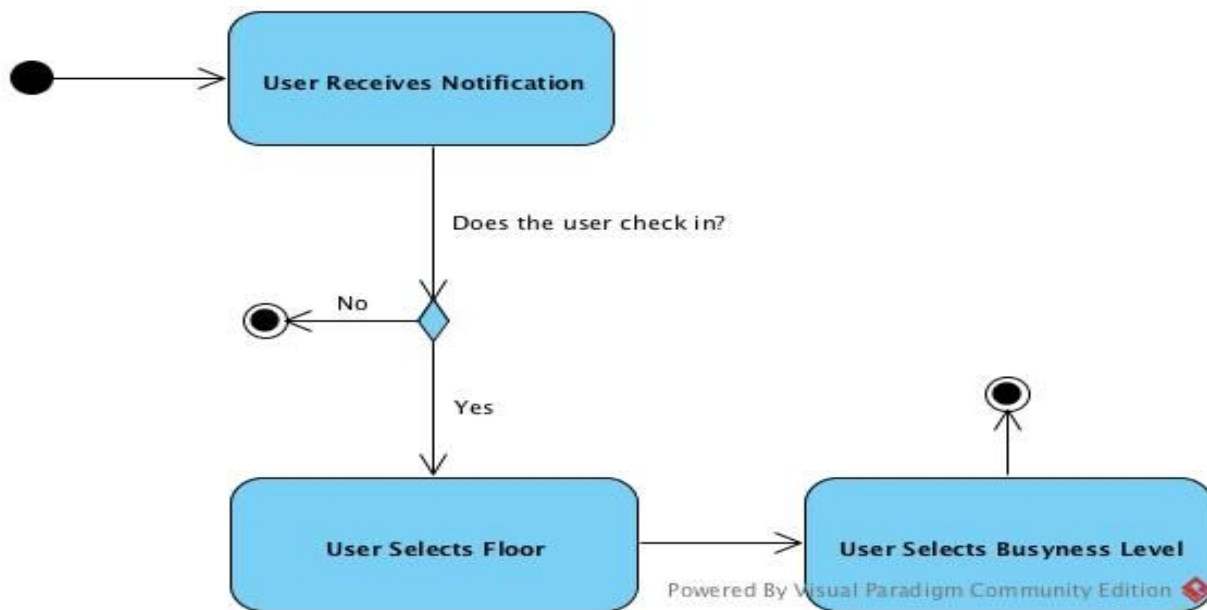 User Receives Notification
Does the user check in?
No
Yes
User Selects Floor
User Selects Busyness Level
Powered By Visual Paradigm Community Edition